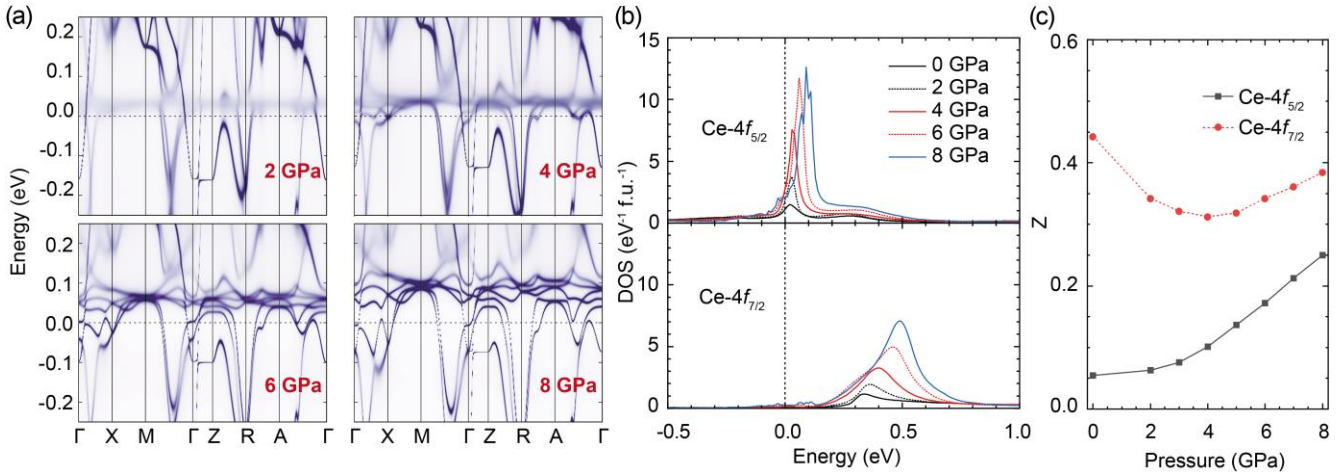 (a)
0.2
0.1
0.0
-0.1
-0.2
2 GPa
4 GPa
0.2
0.1
0.0
-0.1
-0.2
6 GPa
8 GPa
Energy (eV)
Γ X M Γ Z R A Γ
Γ X M Γ Z R A Γ
(b)
15
10
5
0
Ce-4f5/2
0 GPa
2 GPa
4 GPa
6 GPa
8 GPa
DOS (eV⁻¹ f.u.⁻¹)
10
5
0
Ce-4f7/2
-0.5 0.0 0.5 1.0
Energy (eV)
(c)
0.6
0.4
0.2
0.0
Z
Ce-4f5/2
Ce-4f7/2
0 2 4 6 8
Pressure (GPa)